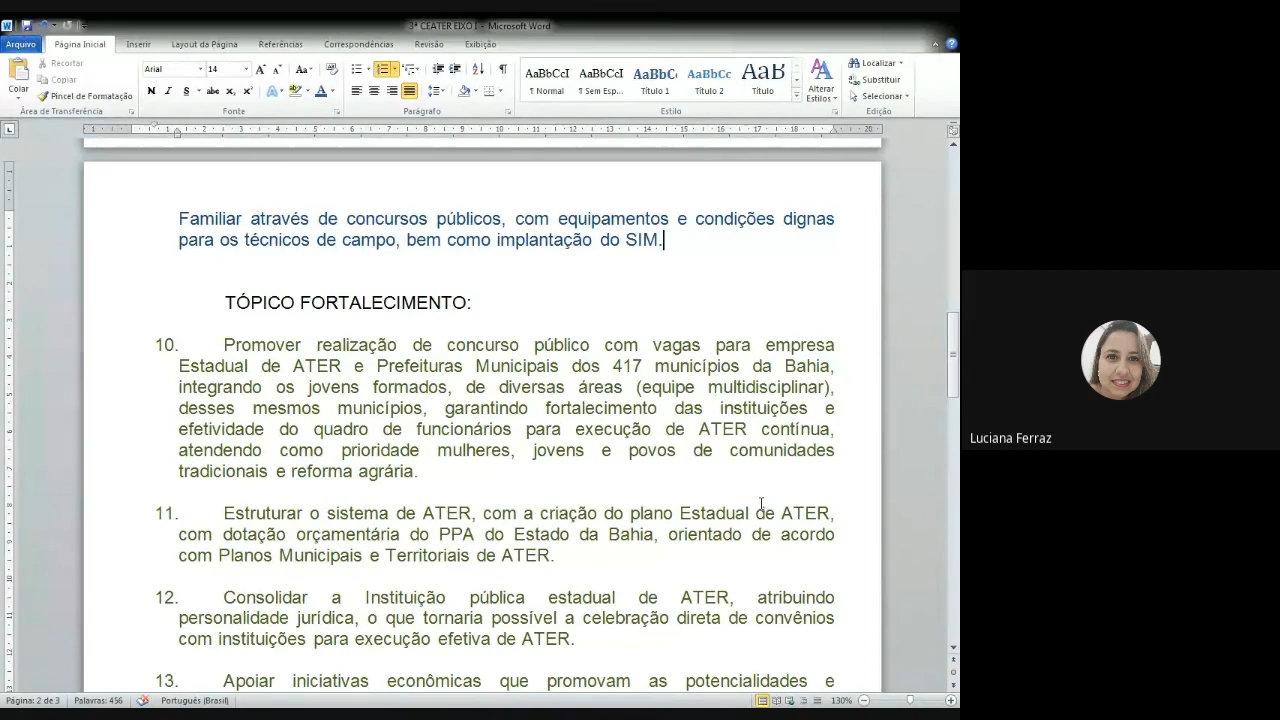 3ª CEATER EIXO I - Microsoft Word
Arquivo Página Inicial Inserir Layout da Página Referências Correspondências Revisão Exibição
Colar
Recortar
Copiar
Pincel de Formatação
Área de Transferência
Arial 14
N I S abc x₂ x²
Fonte
Parágrafo
AaBbCcI AaBbCcI AaBbC AaBbCc AaB
¶ Normal ¶ Sem Esp... Título 1 Título 2 Título
Estilo
Alterar
Estilos
Localizar
Substituir
Selecionar
Edição
Familiar através de concursos públicos, com equipamentos e condições dignas
para os técnicos de campo, bem como implantação do SIM.
TÓPICO FORTALECIMENTO:
10. Promover realização de concurso público com vagas para empresa
Estadual de ATER e Prefeituras Municipais dos 417 municípios da Bahia,
integrando os jovens formados, de diversas áreas (equipe multidisciplinar),
desses mesmos municípios, garantindo fortalecimento das instituições e
efetividade do quadro de funcionários para execução de ATER contínua,
atendendo como prioridade mulheres, jovens e povos de comunidades
tradicionais e reforma agrária.
11. Estruturar o sistema de ATER, com a criação do plano Estadual de ATER,
com dotação orçamentária do PPA do Estado da Bahia, orientado de acordo
com Planos Municipais e Territoriais de ATER.
12. Consolidar a Instituição pública estadual de ATER, atribuindo
personalidade jurídica, o que tornaria possível a celebração direta de convênios
com instituições para execução efetiva de ATER.
13. Apoiar iniciativas econômicas que promovam as potencialidades e
Página: 2 de 3 Palavras: 456 Português (Brasil) 130%
Luciana Ferraz